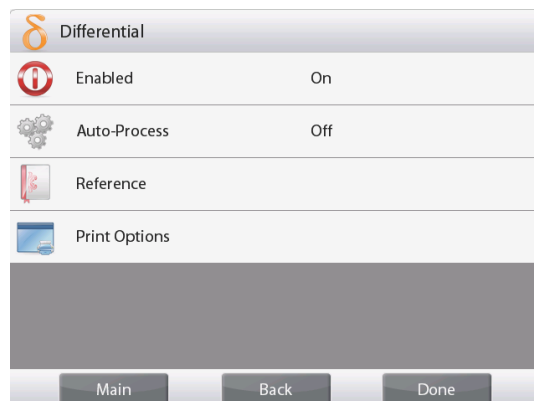 δ Differential
Enabled On
Auto-Process Off
Reference
Print Options
Main Back Done